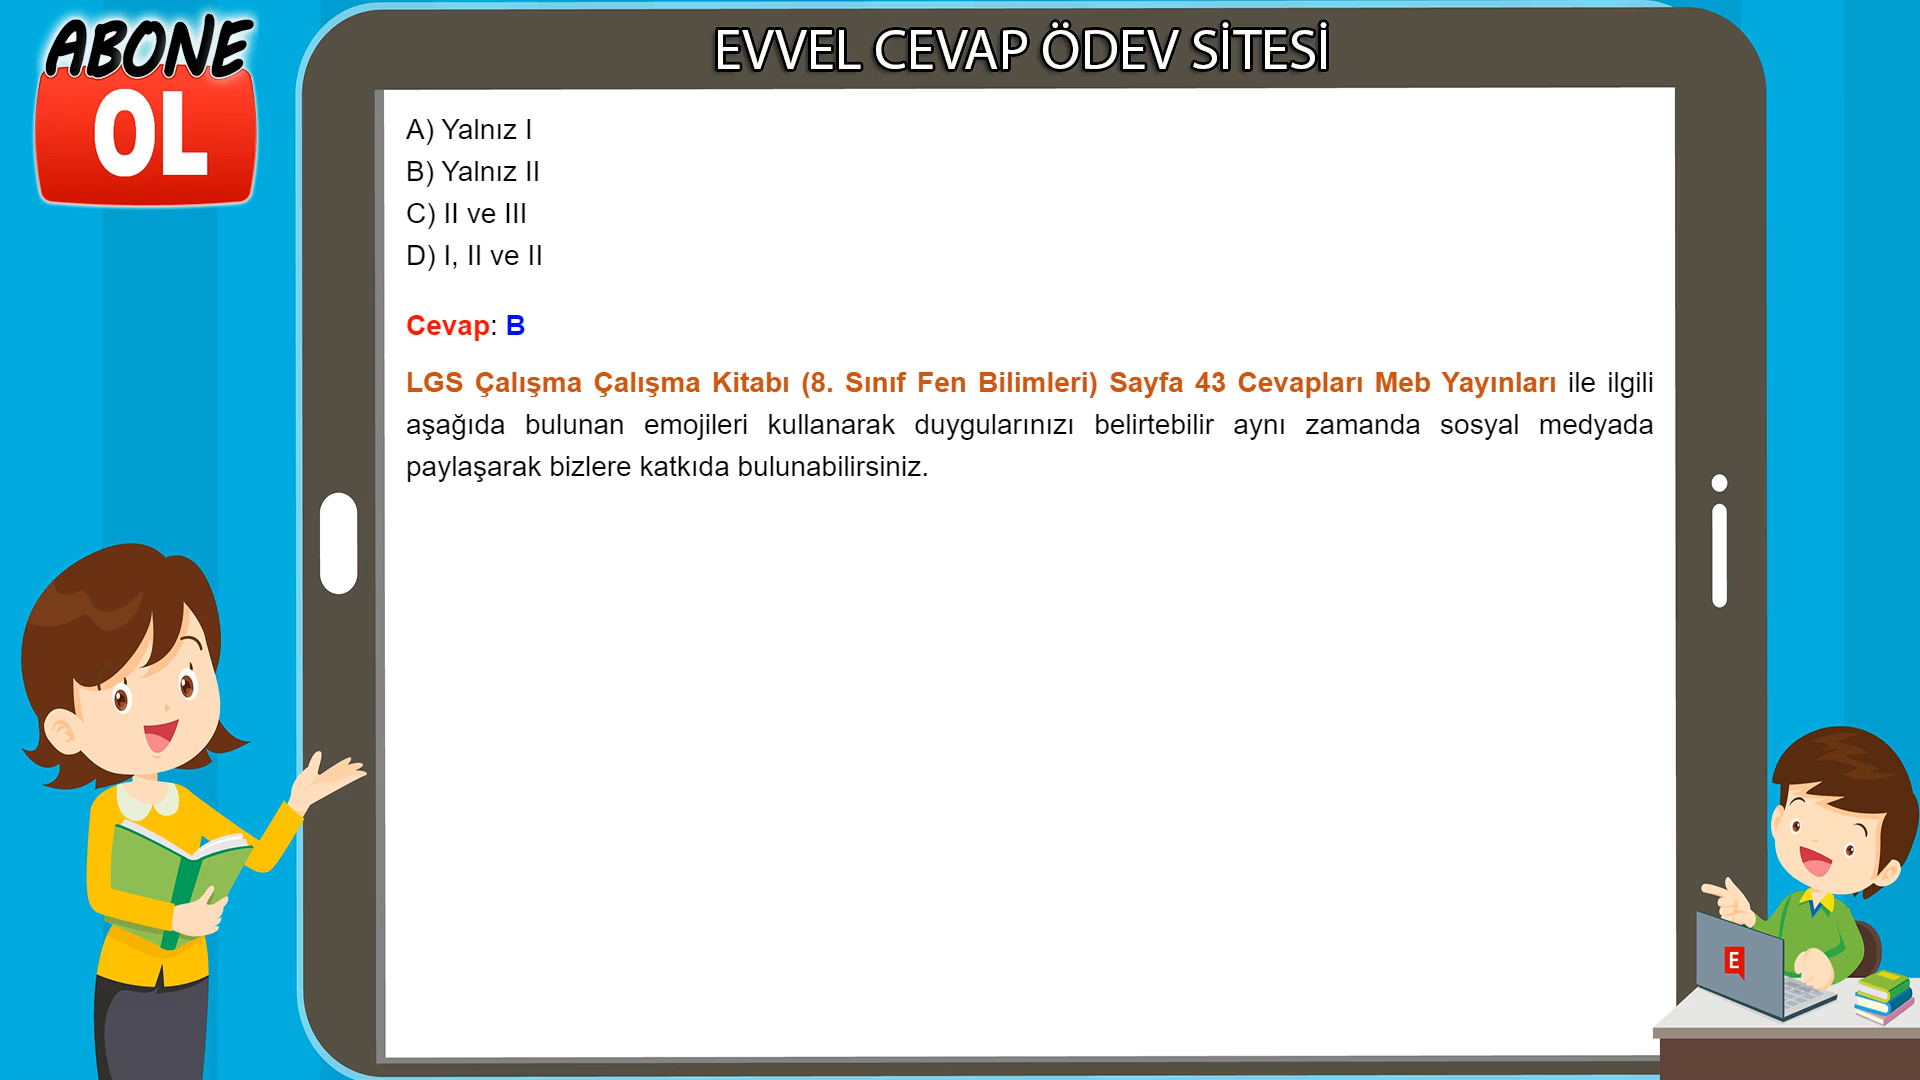 ABONE
OL
EVVEL CEVAP ÖDEV SİTESİ
A) Yalnız I
B) Yalnız II
C) II ve III
D) I, II ve II
Cevap: B
LGS Çalışma Çalışma Kitabı (8. Sınıf Fen Bilimleri) Sayfa 43 Cevapları Meb Yayınları ile ilgili
aşağıda bulunan emojileri kullanarak duygularınızı belirtebilir aynı zamanda sosyal medyada
paylaşarak bizlere katkıda bulunabilirsiniz.
E